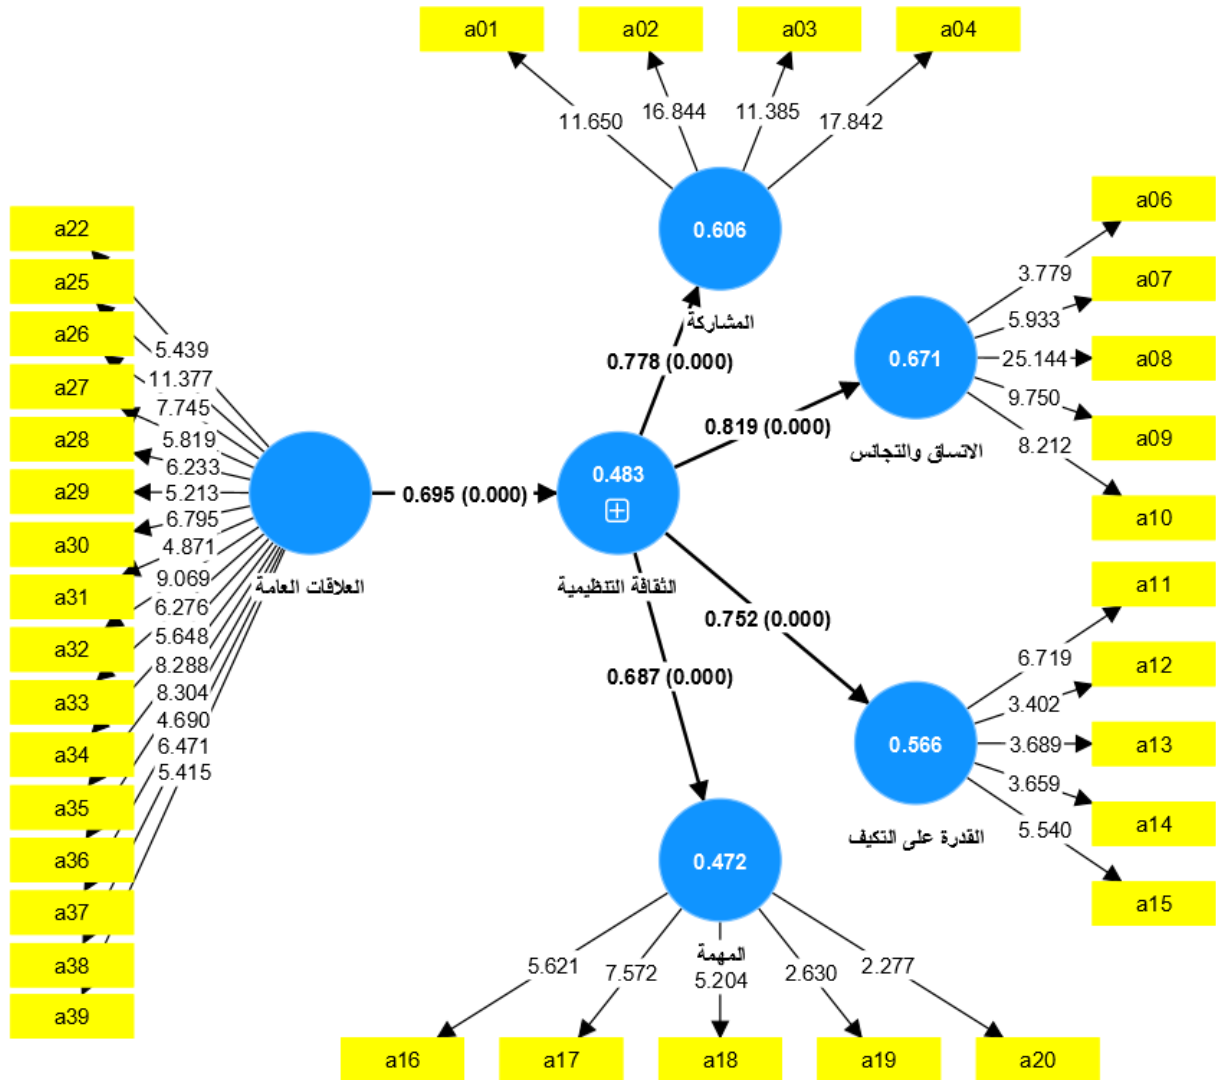 a01
a02
a03
a04
11.650
16.844
11.385
17.842
0.606
المشاركة
a22
a25
a26
a27
a28
a29
a30
a31
a32
a33
a34
a35
a36
a37
a38
a39
5.439
11.377
7.745
5.819
6.233
5.213
6.795
4.871
9.069
6.276
5.648
8.288
8.304
4.690
6.471
5.415
العلاقات العامة
0.695 (0.000)
0.483
الثقافة التنظيمية
0.778 (0.000)
0.819 (0.000)
0.752 (0.000)
0.687 (0.000)
0.671
الاتساق والتجانس
3.779
5.933
25.144
9.750
8.212
a06
a07
a08
a09
a10
0.566
القدرة على التكيف
6.719
3.402
3.689
3.659
5.540
a11
a12
a13
a14
a15
0.472
المهمة
5.621
7.572
5.204
2.630
2.277
a16
a17
a18
a19
a20